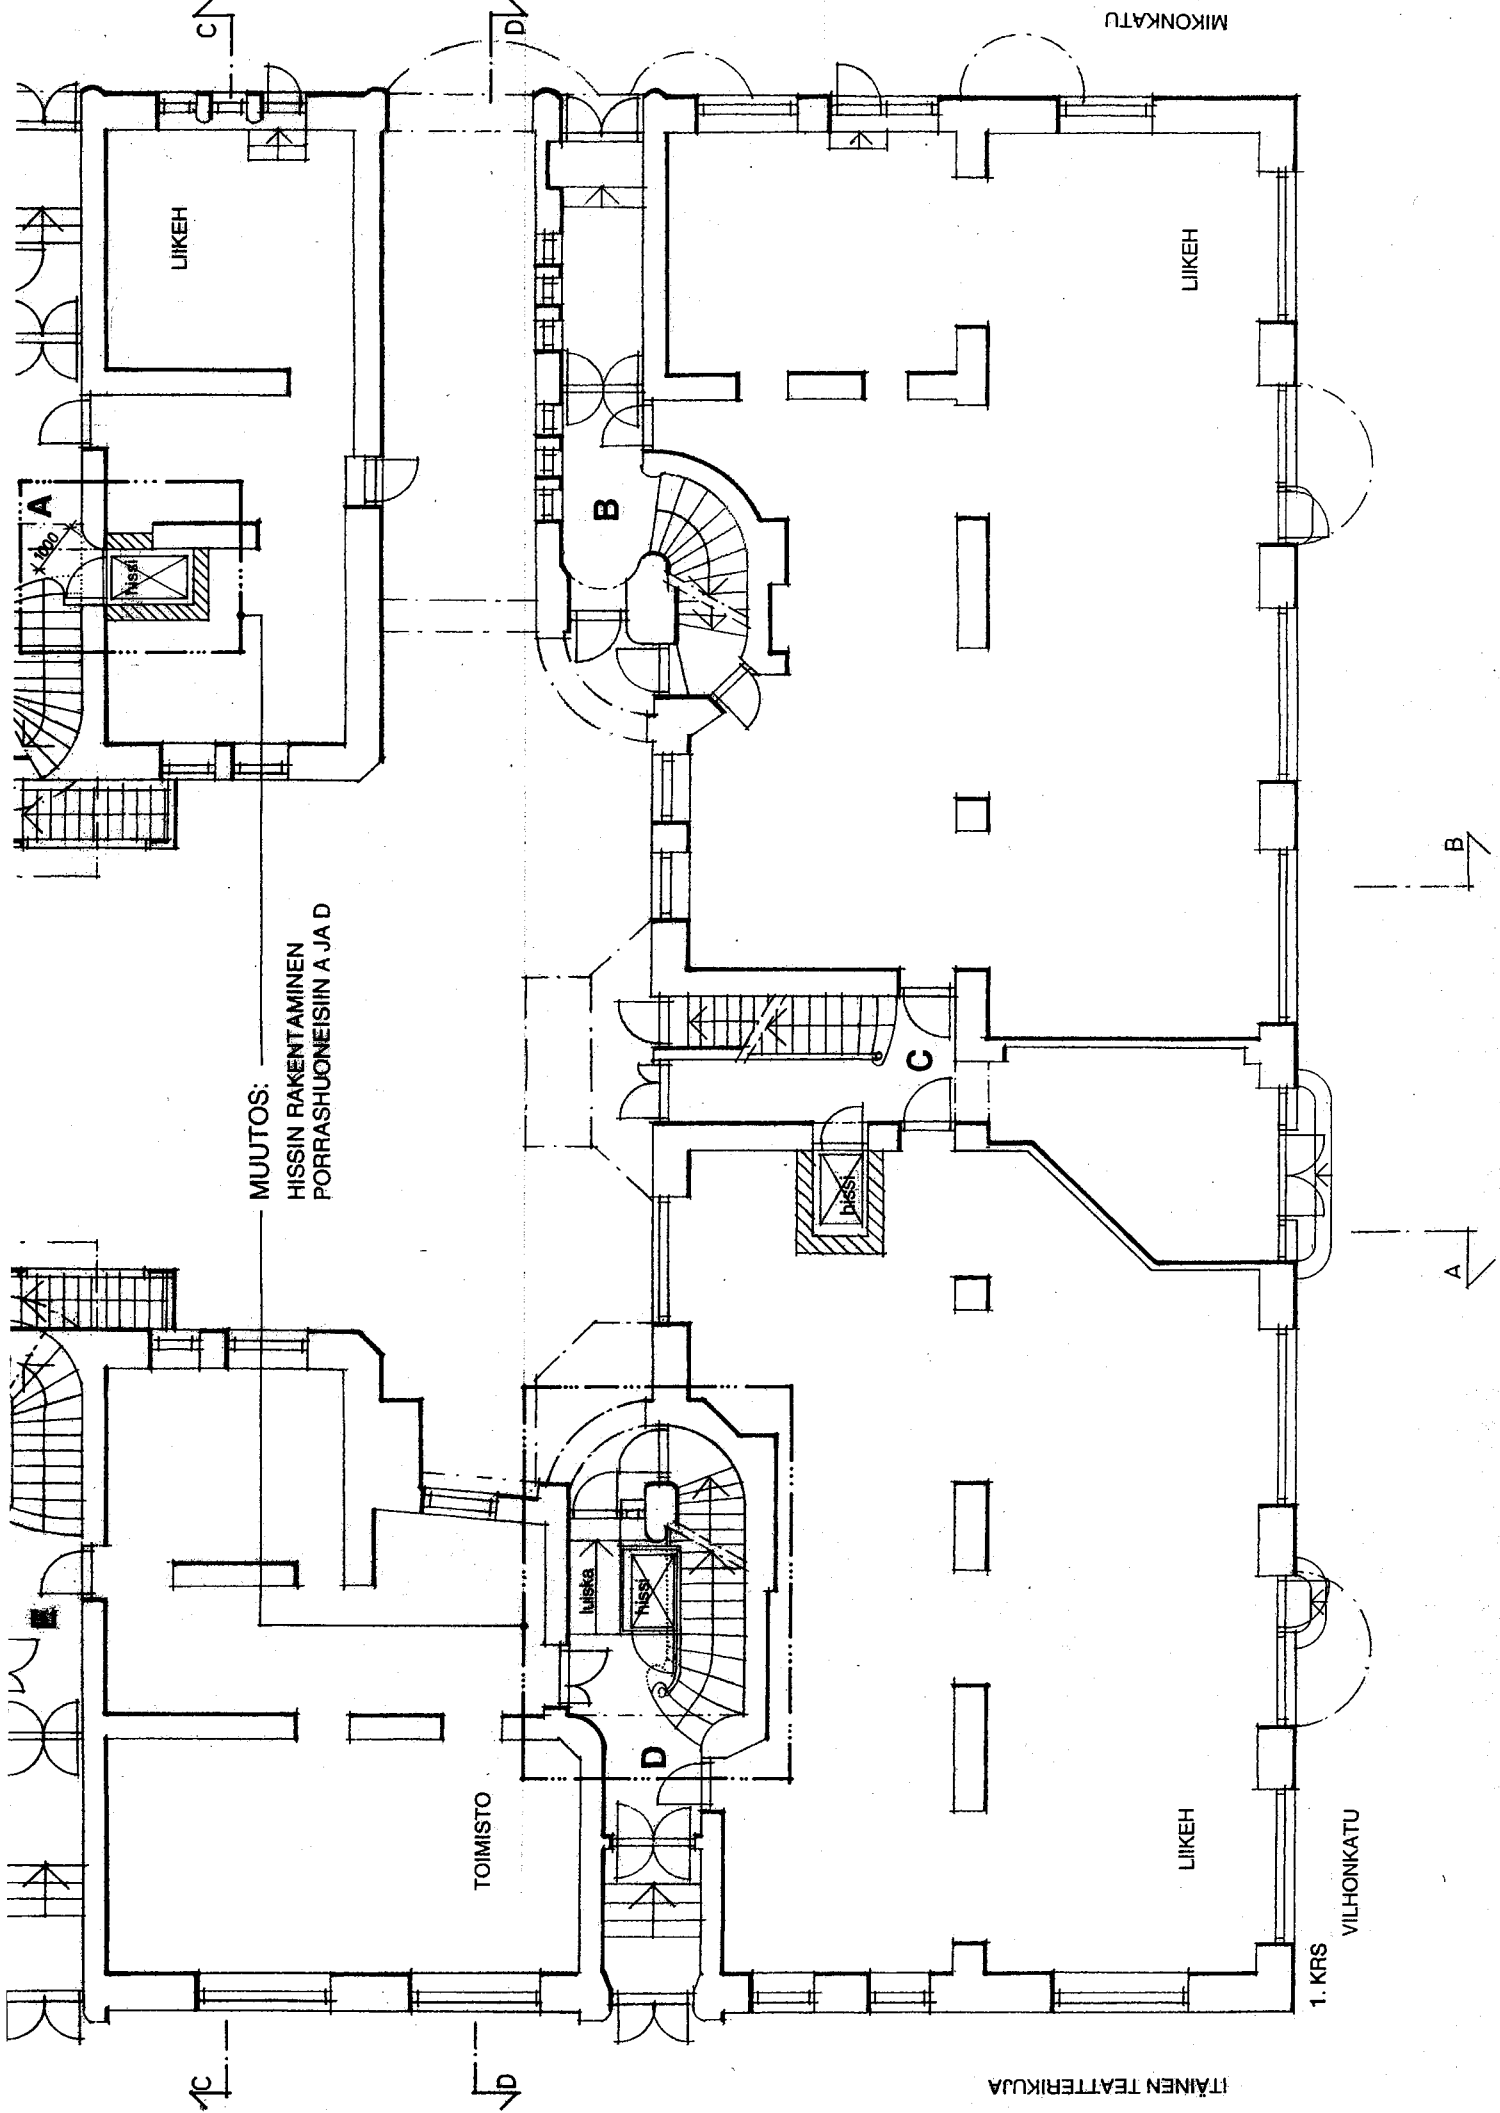 MIKONKATU
C
D
LIIKEH
A
1000
hissi
B
LIIKEH
MUUTOS:
HISSIN RAKENTAMINEN
PORRASHUONEISIIN A JA D
C
hissi
B
A
E
luiska
hissi
D
TOIMISTO
LIIKEH
VILHONKATU
1. KRS
C
D
ITÄINEN TEATTERIKUJA